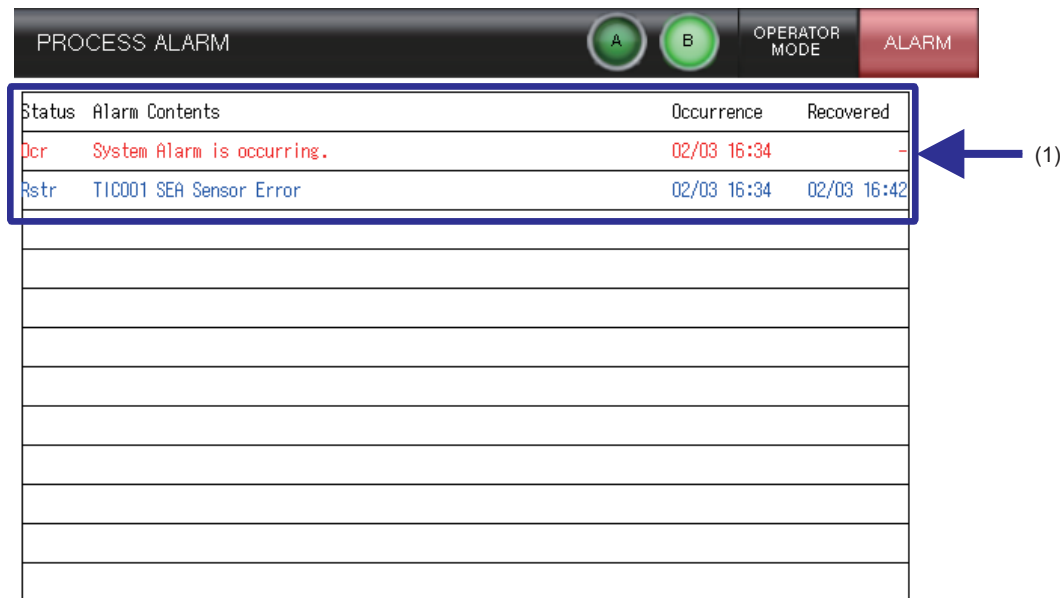 PROCESS ALARM A B OPERATOR MODE ALARM
Status Alarm Contents Occurrence Recovered
Ocr System Alarm is occurring. 02/03 16:34 -
(1)
Rstr TIC001 SEA Sensor Error 02/03 16:34 02/03 16:42